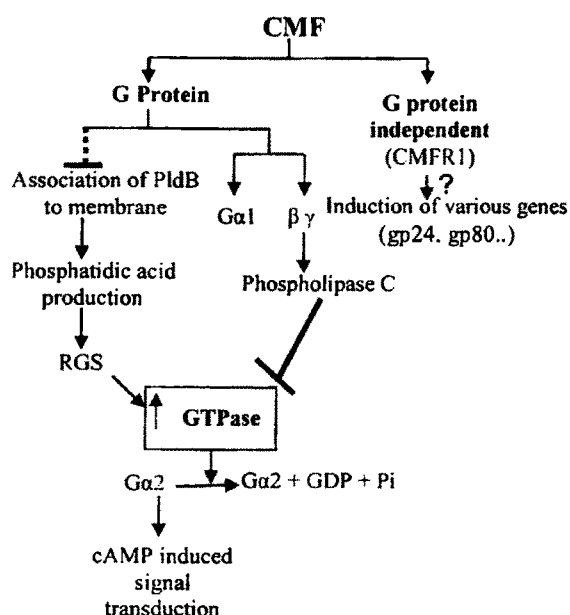 CMF
G Protein
G protein
independent
(CMFR1)
?
Association of PldB
to membrane
Gα1
β γ
Induction of various genes
(gp24. gp80..)
Phosphatidic acid
production
Phospholipase C
RGS
GTPase
Gα2
Gα2 + GDP + Pi
cAMP induced
signal
transduction